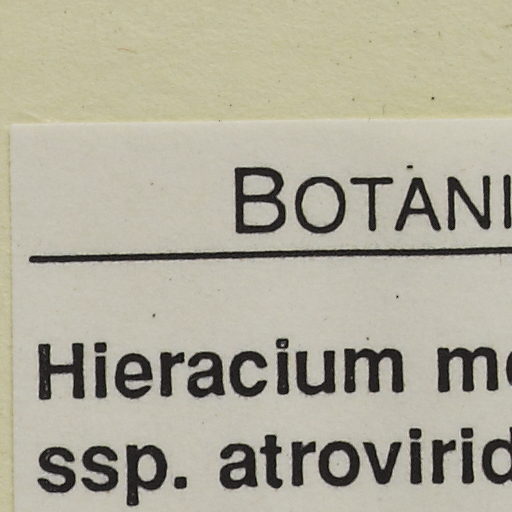 BOTANI
Hieracium m
ssp. atrovirid